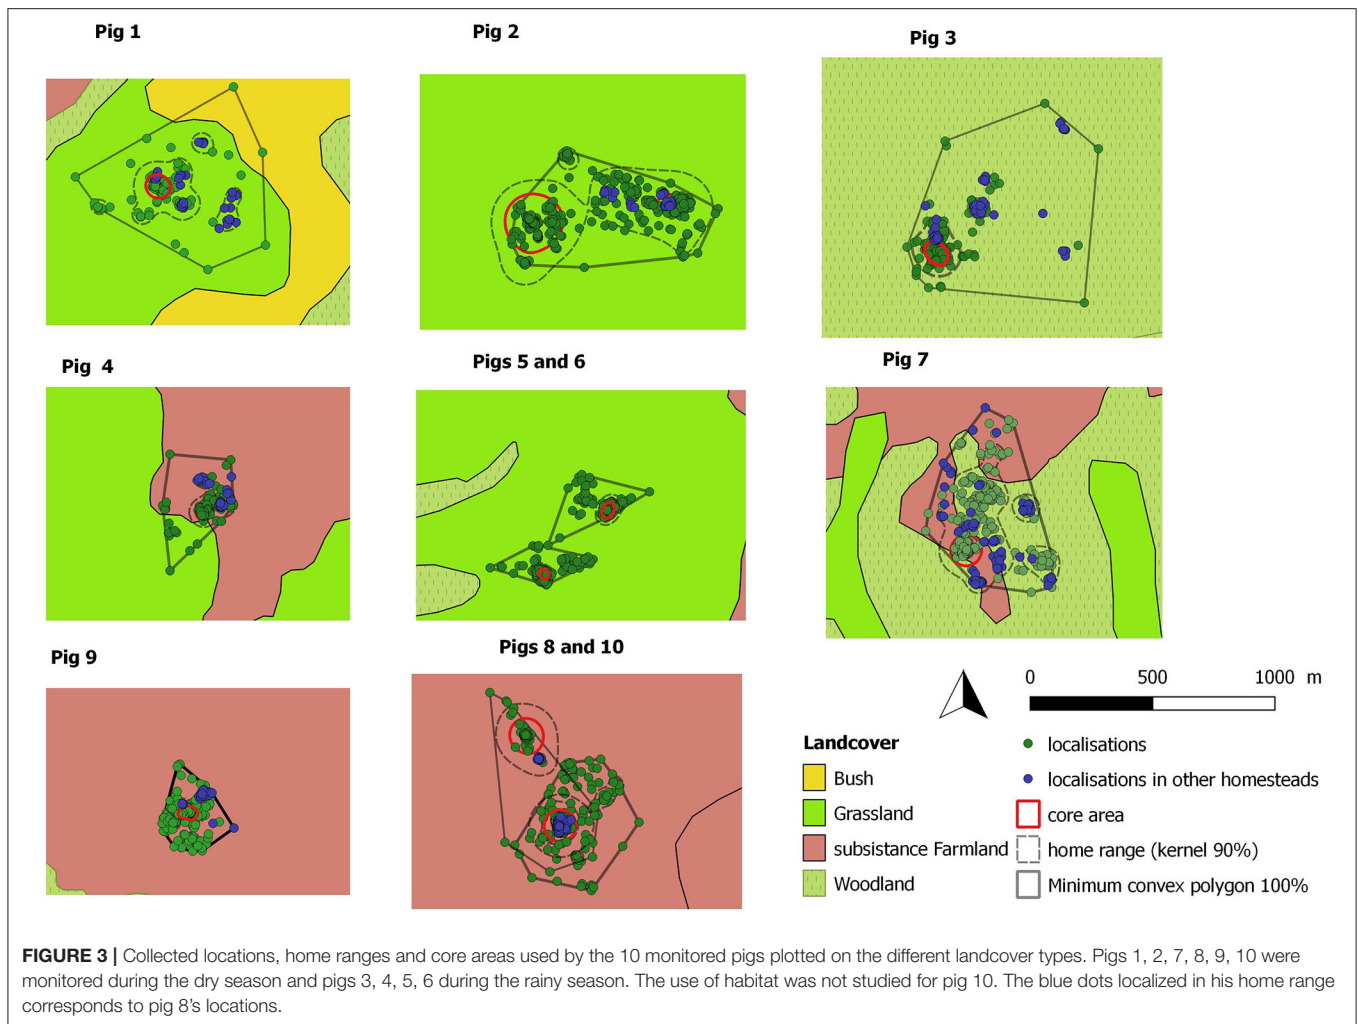 Pig 1
Pig 2
Pig 3
Pig 4
Pigs 5 and 6
Pig 7
Pig 9
Pigs 8 and 10
0 500 1000 m
Landcover
Bush
Grassland
subsistance Farmland
Woodland
localisations
localisations in other homesteads
core area
home range (kernel 90%)
Minimum convex polygon 100%
FIGURE 3 | Collected locations, home ranges and core areas used by the 10 monitored pigs plotted on the different landcover types. Pigs 1, 2, 7, 8, 9, 10 were
monitored during the dry season and pigs 3, 4, 5, 6 during the rainy season. The use of habitat was not studied for pig 10. The blue dots localized in his home range
corresponds to pig 8's locations.